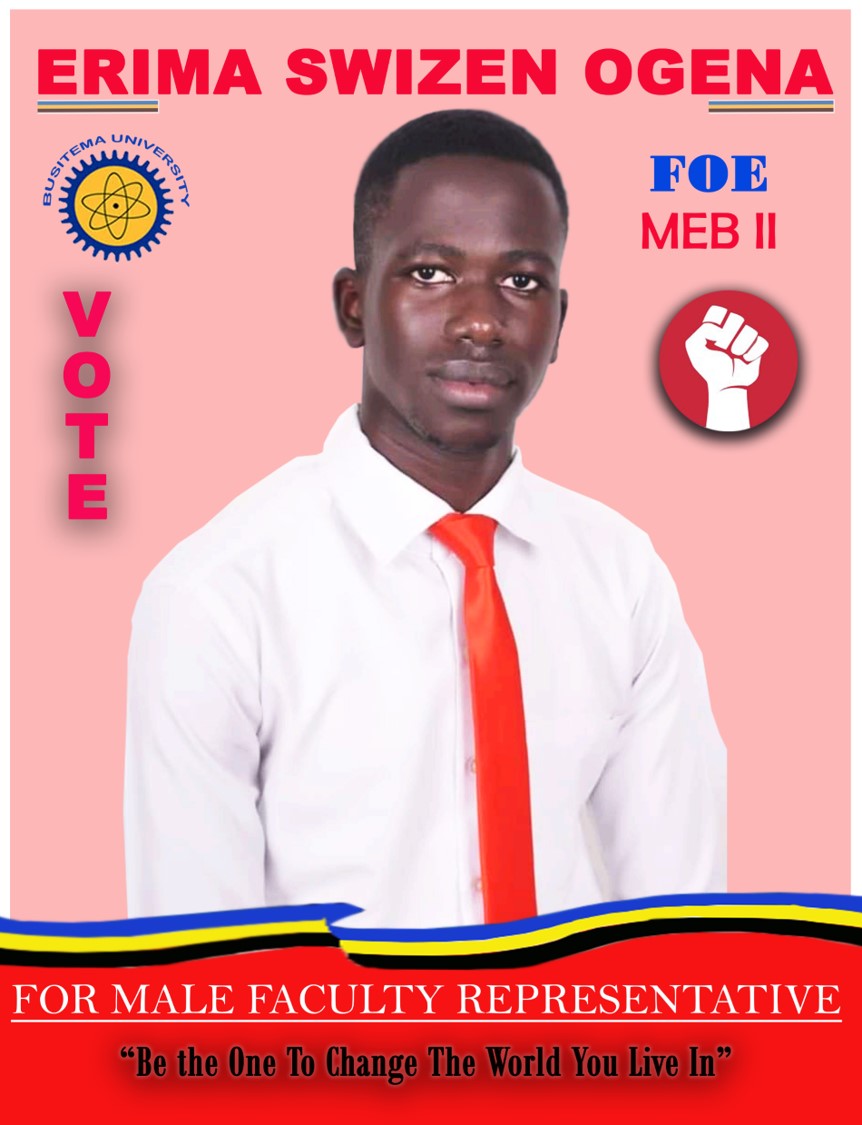 ERIMA SWIZEN OGENA
BUSITEMA UNIVERSITY
FOE
MEB II
VOTE
FOR MALE FACULTY REPRESENTATIVE
“Be the One To Change The World You Live In”